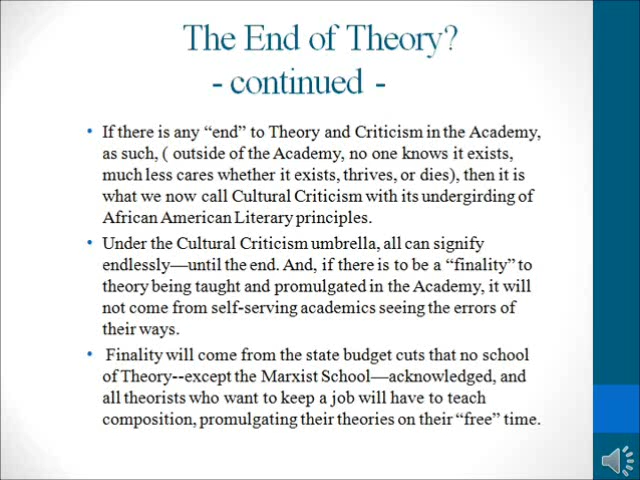 The End of Theory?
- continued -
• If there is any “end” to Theory and Criticism in the Academy,
as such, ( outside of the Academy, no one knows it exists,
much less cares whether it exists, thrives, or dies), then it is
what we now call Cultural Criticism with its undergirding of
African American Literary principles.
• Under the Cultural Criticism umbrella, all can signify
endlessly—until the end. And, if there is to be a “finality” to
theory being taught and promulgated in the Academy, it will
not come from self-serving academics seeing the errors of
their ways.
• Finality will come from the state budget cuts that no school
of Theory--except the Marxist School—acknowledged, and
all theorists who want to keep a job will have to teach
composition, promulgating their theories on their “free” time.